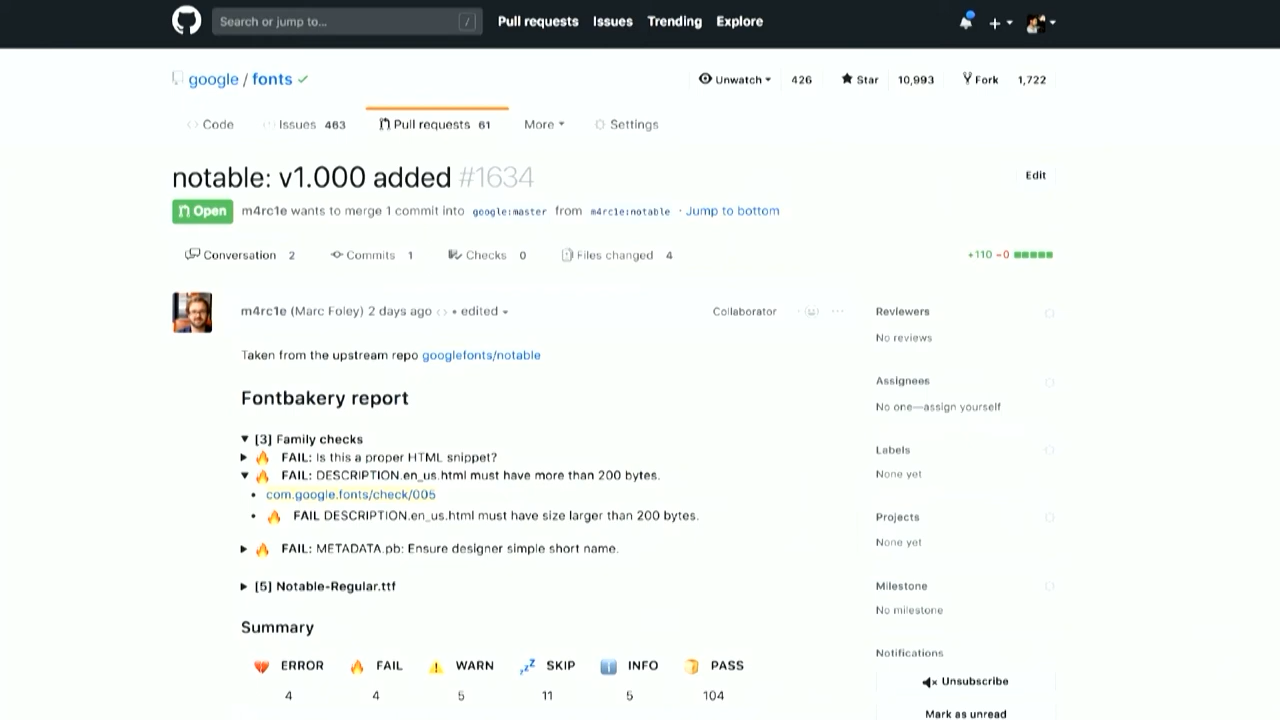 Search or jump to... / Pull requests Issues Trending Explore
google / fonts Unwatch 426 Star 10,993 Fork 1,722
Code Issues 463 Pull requests 61 More Settings
notable: v1.000 added #1634 Edit
Open m4rc1e wants to merge 1 commit into google:master from m4rc1e:notable · Jump to bottom
Conversation 2 Commits 1 Checks 0 Files changed 4 +110 −0
m4rc1e (Marc Foley) 2 days ago • edited Collaborator
Taken from the upstream repo googlefonts/notable
Fontbakery report
[3] Family checks
FAIL: Is this a proper HTML snippet?
FAIL: DESCRIPTION.en_us.html must have more than 200 bytes.
• com.google.fonts/check/005
• FAIL DESCRIPTION.en_us.html must have size larger than 200 bytes.
FAIL: METADATA.pb: Ensure designer simple short name.
[5] Notable-Regular.ttf
Summary
ERROR FAIL WARN SKIP INFO PASS
4 4 5 11 5 104
Reviewers
No reviews
Assignees
No one—assign yourself
Labels
None yet
Projects
None yet
Milestone
No milestone
Notifications
Unsubscribe
Mark as unread